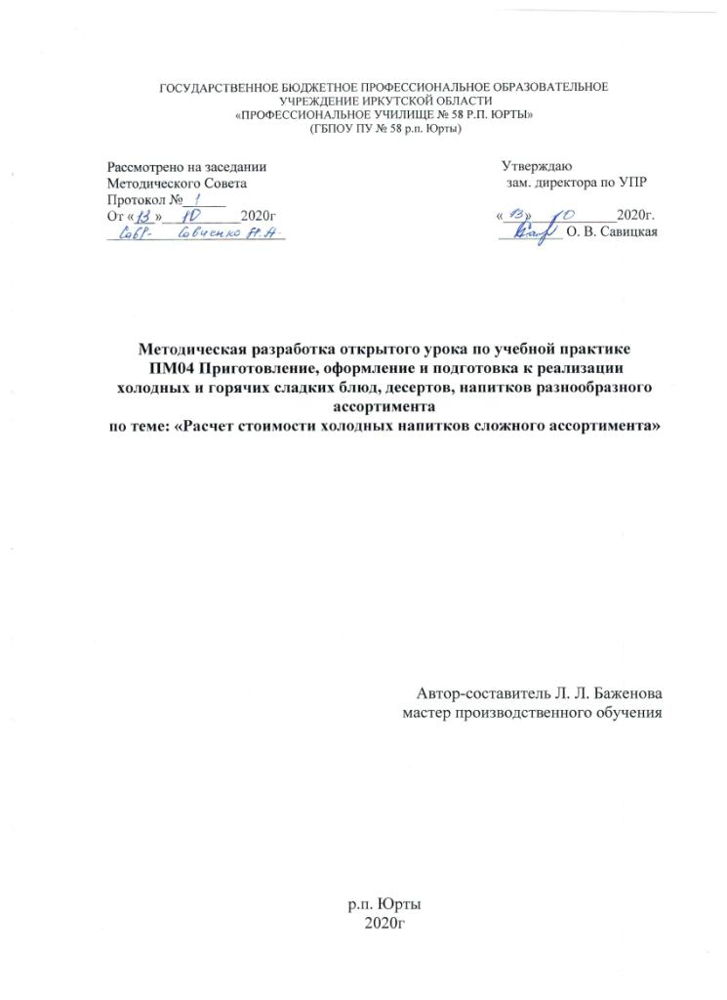 ГОСУДАРСТВЕННОЕ БЮДЖЕТНОЕ ПРОФЕССИОНАЛЬНОЕ ОБРАЗОВАТЕЛЬНОЕ
УЧРЕЖДЕНИЕ ИРКУТСКОЙ ОБЛАСТИ
«ПРОФЕССИОНАЛЬНОЕ УЧИЛИЩЕ № 58 Р.П. ЮРТЫ»
(ГБПОУ ПУ № 58 р.п. Юрты)
Рассмотрено на заседании
Методического Совета
Протокол № 1
От «13» 10 2020г
Савченко Н.А.
Утверждаю
зам. директора по УПР
«13» 10 2020г.
О. В. Савицкая
Методическая разработка открытого урока по учебной практике
ПМ04 Приготовление, оформление и подготовка к реализации
холодных и горячих сладких блюд, десертов, напитков разнообразного
ассортимента
по теме: «Расчет стоимости холодных напитков сложного ассортимента»
Автор-составитель Л. Л. Баженова
мастер производственного обучения
р.п. Юрты
2020г